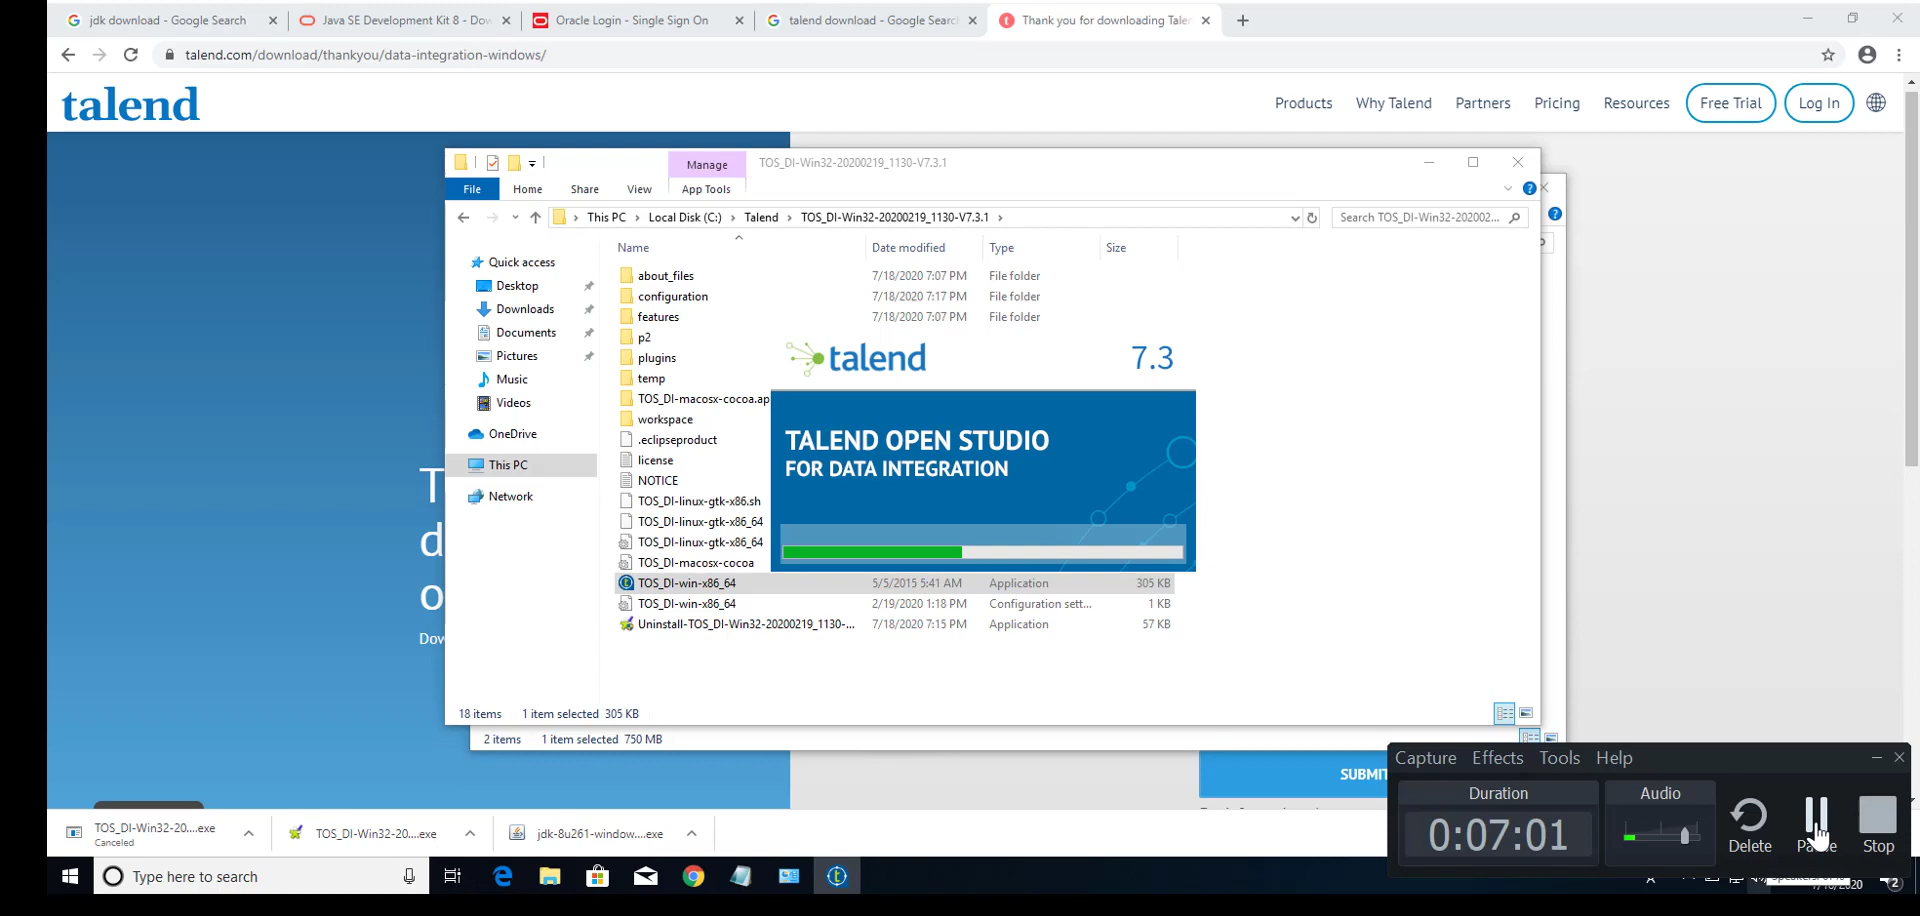 jdk download - Google Search
Java SE Development Kit 8 - Dow
Oracle Login - Single Sign On
talend download - Google Searc
Thank you for downloading Tale
talend.com/download/thankyou/data-integration-windows/
talend
Products
Why Talend
Partners
Pricing
Resources
Free Trial
Log In
Manage
TOS_DI-Win32-20200219_1130-V7.3.1
File
Home
Share
View
App Tools
This PC
Local Disk (C:)
Talend
TOS_DI-Win32-20200219_1130-V7.3.1
Search TOS_DI-Win32-202002...
Name
Date modified
Type
Size
Quick access
Desktop
Downloads
Documents
Pictures
Music
Videos
OneDrive
This PC
Network
about_files 7/18/2020 7:07 PM File folder
configuration 7/18/2020 7:17 PM File folder
features 7/18/2020 7:07 PM File folder
p2
plugins
temp
TOS_DI-macosx-cocoa.ap
workspace
.eclipseproduct
license
NOTICE
TOS_DI-linux-gtk-x86.sh
TOS_DI-linux-gtk-x86_64
TOS_DI-linux-gtk-x86_64
TOS_DI-macosx-cocoa
TOS_DI-win-x86_64 5/5/2015 5:41 AM Application 305 KB
TOS_DI-win-x86_64 2/19/2020 1:18 PM Configuration sett... 1 KB
Uninstall-TOS_DI-Win32-20200219_1130-... 7/18/2020 7:15 PM Application 57 KB
talend 7.3
TALEND OPEN STUDIO
FOR DATA INTEGRATION
T
d
o
Dow
18 items 1 item selected 305 KB
2 items 1 item selected 750 MB
SUBMIT
Capture Effects Tools Help
Duration
Audio
0:07:01
Delete
Pause
Stop
TOS_DI-Win32-20....exe
Canceled
TOS_DI-Win32-20....exe
jdk-8u261-window....exe
Type here to search
7/18/2020
2